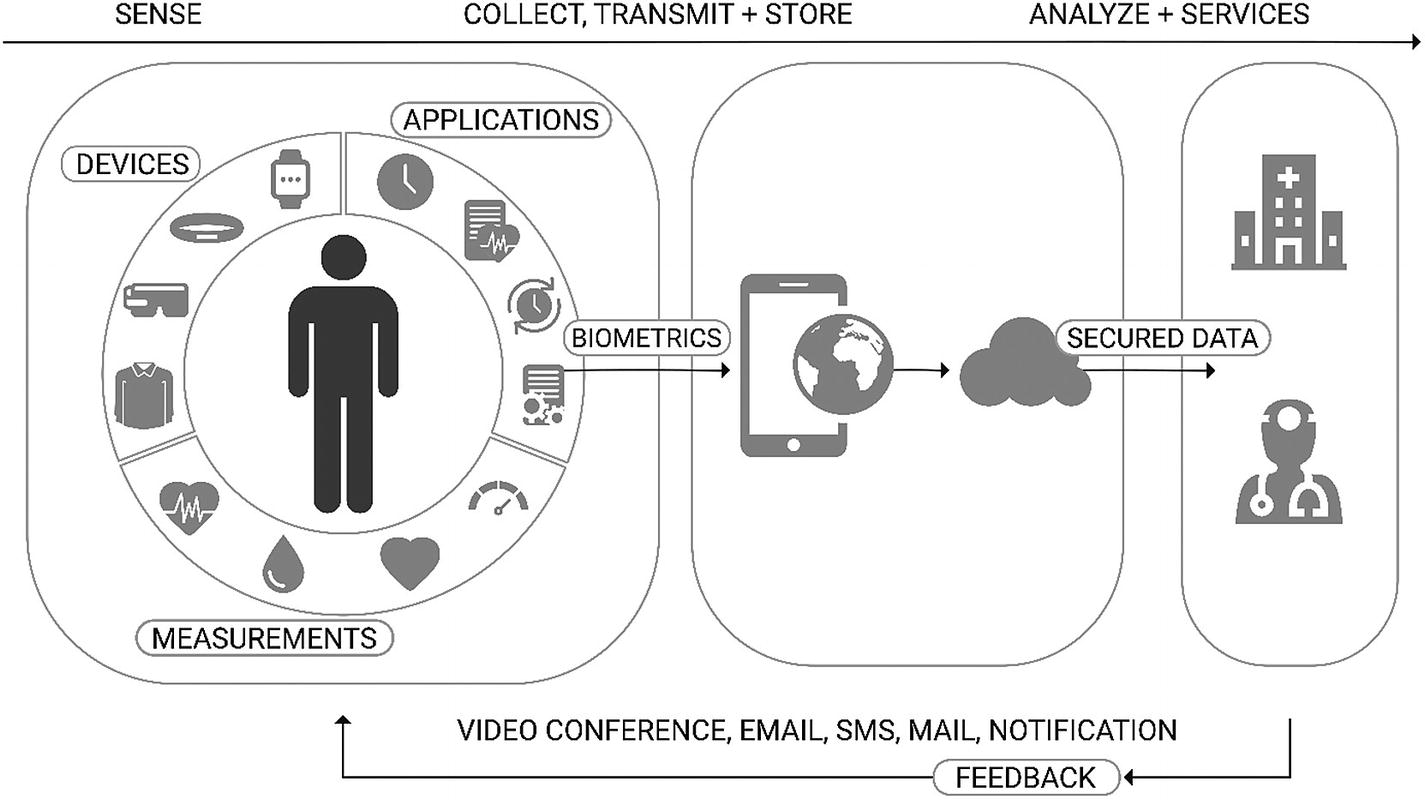 SENSE
COLLECT, TRANSMIT + STORE
ANALYZE + SERVICES
APPLICATIONS
DEVICES
BIOMETRICS
SECURED DATA
MEASUREMENTS
VIDEO CONFERENCE, EMAIL, SMS, MAIL, NOTIFICATION
FEEDBACK